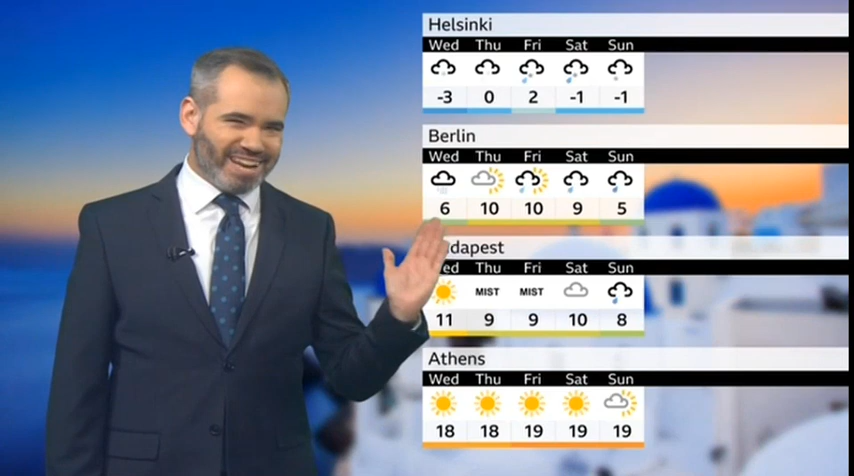 Helsinki
Wed Thu Fri Sat Sun
-3 0 2 -1 -1
Berlin
Wed Thu Fri Sat Sun
6 10 10 9 5
udapest
Wed Thu Fri Sat Sun
MIST MIST
11 9 9 10 8
Athens
Wed Thu Fri Sat Sun
18 18 19 19 19